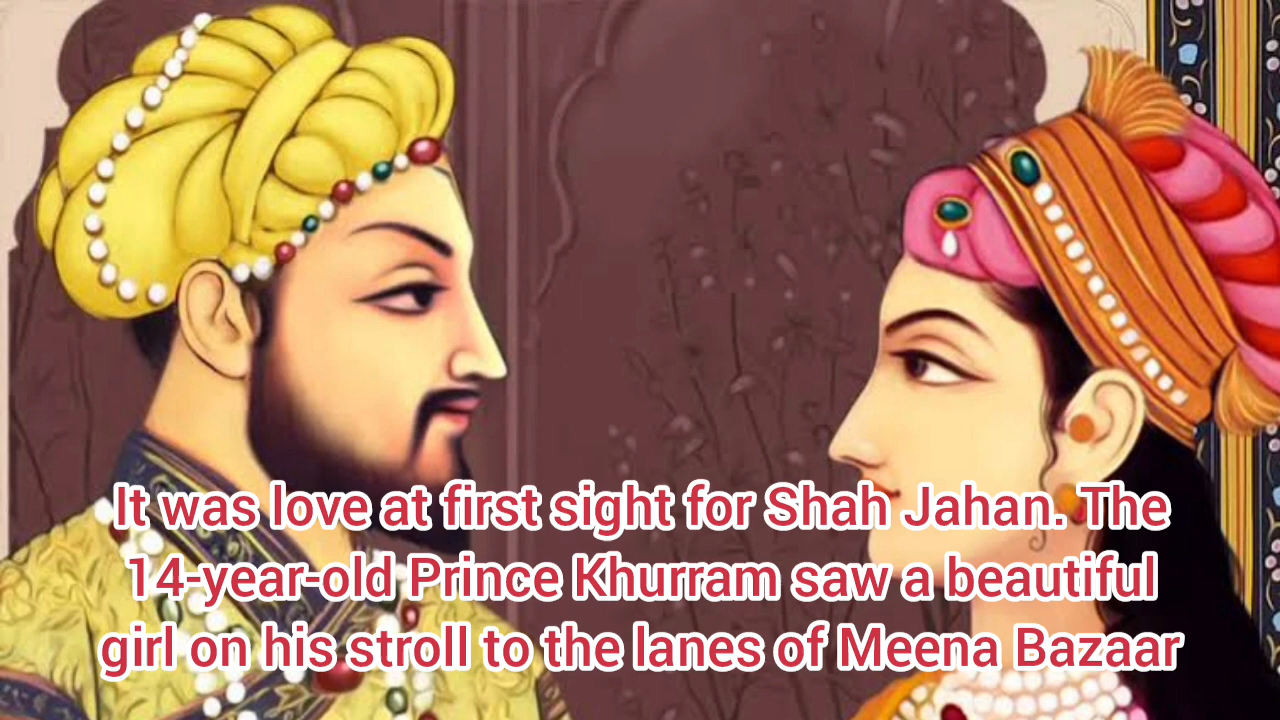 It was love at first sight for Shah Jahan. The
14-year-old Prince Khurram saw a beautiful
girl on his stroll to the lanes of Meena Bazaar